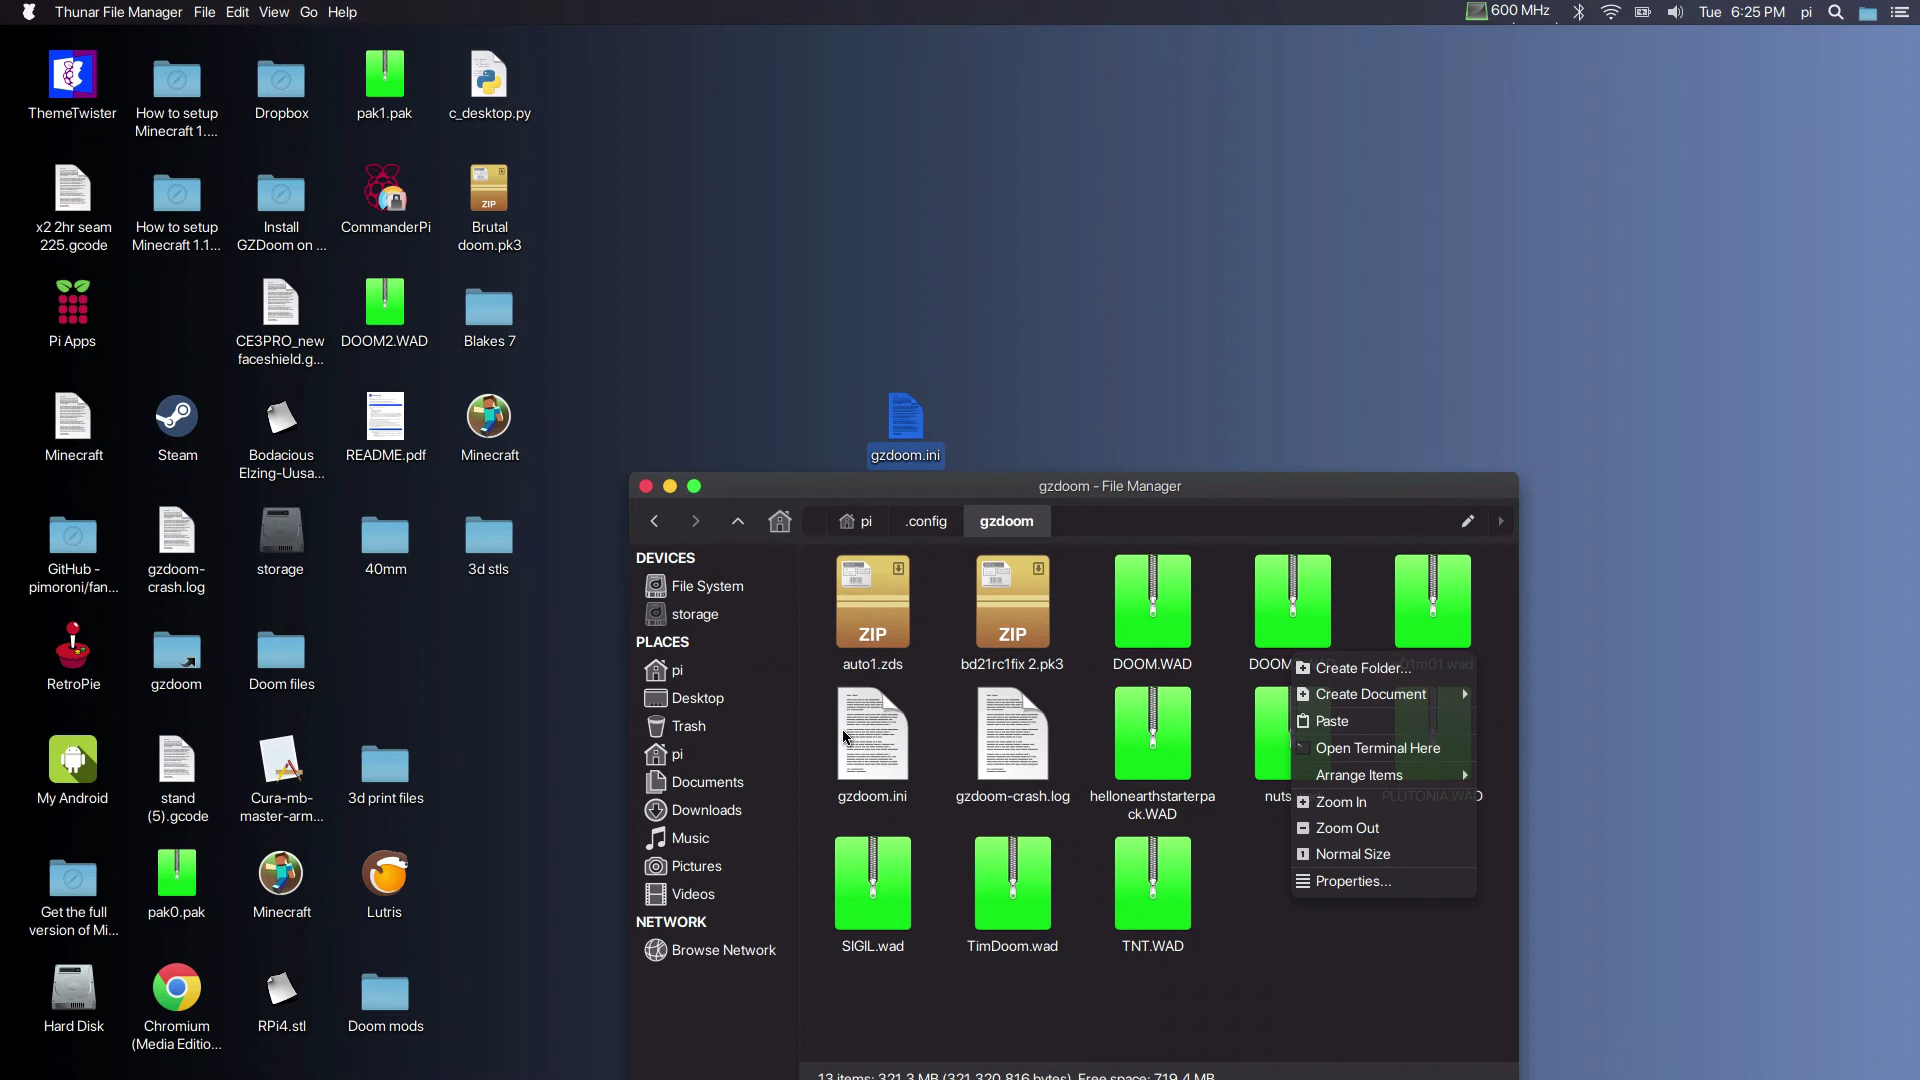 Thunar File Manager File Edit View Go Help
600 MHz
Tue 6:25 PM pi
ThemeTwister
How to setup
Minecraft 1....
Dropbox
pak1.pak
c_desktop.py
x2 2hr seam
225.gcode
How to setup
Minecraft 1.1...
Install
GZDoom on ...
CommanderPi
ZIP
Brutal
doom.pk3
Pi Apps
CE3PRO_new
faceshield.g...
DOOM2.WAD
Blakes 7
Minecraft
Steam
Bodacious
Elzing-Uusa...
README.pdf
Minecraft
gzdoom.ini
GitHub -
pimoroni/fan...
gzdoom-
crash.log
storage
40mm
3d stls
RetroPie
gzdoom
Doom files
My Android
stand
(5).gcode
Cura-mb-
master-arm...
3d print files
Get the full
version of Mi...
pak0.pak
Minecraft
Lutris
Hard Disk
Chromium
(Media Editio...
RPi4.stl
Doom mods
gzdoom - File Manager
pi .config gzdoom
DEVICES
File System
storage
PLACES
pi
Desktop
Trash
pi
Documents
Downloads
Music
Pictures
Videos
NETWORK
Browse Network
ZIP
auto1.zds
ZIP
bd21rc1fix 2.pk3
DOOM.WAD
DOOM
gzdoom.ini
gzdoom-crash.log
hellonearthstarterpa
ck.WAD
nuts
PLUTONIA.WAD
SIGIL.wad
TimDoom.wad
TNT.WAD
Create Folder...
Create Document
Paste
Open Terminal Here
Arrange Items
Zoom In
Zoom Out
1 Normal Size
Properties...
13 items: 321.3 MB (321,320,816 bytes), Free space: 719.4 MB